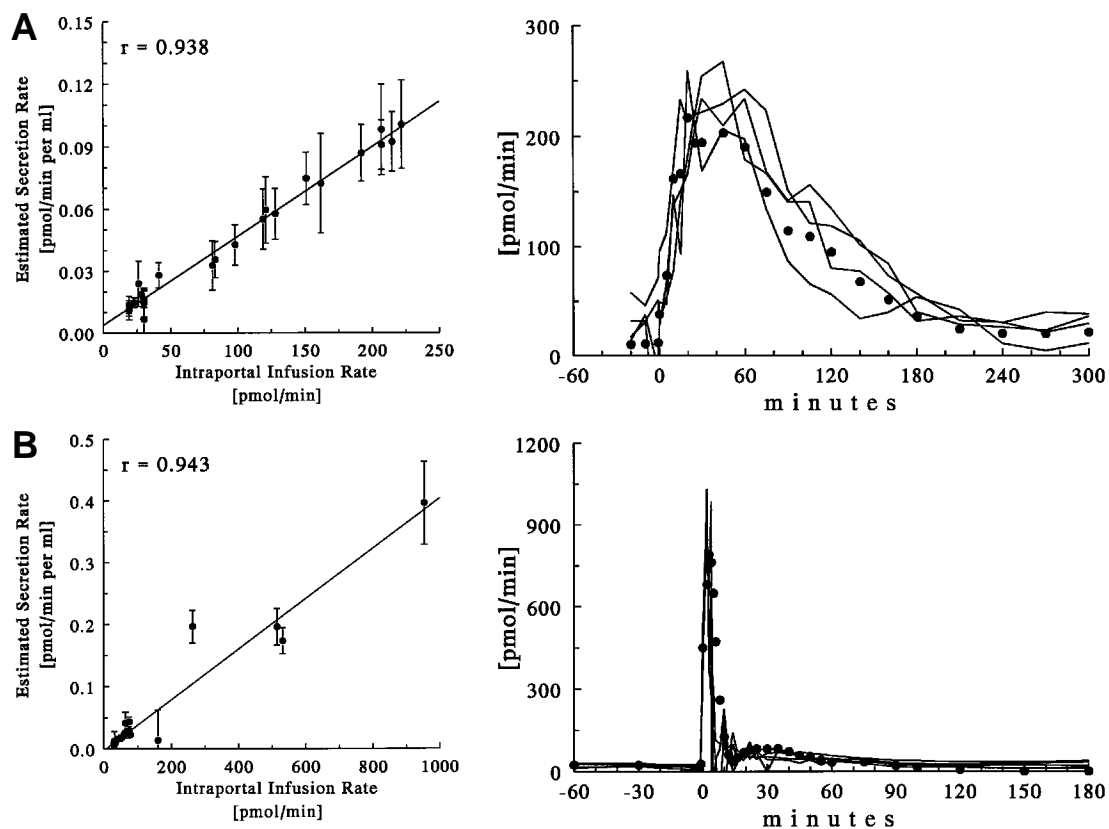 A
r = 0.938
Estimated Secretion Rate
[pmol/min per ml]
0.15
0.12
0.09
0.06
0.03
0.00
0 50 100 150 200 250
Intraportal Infusion Rate
[pmol/min]
[pmol/min]
300
200
100
0
-60 0 60 120 180 240 300
minutes
B
r = 0.943
Estimated Secretion Rate
[pmol/min per ml]
0.5
0.4
0.3
0.2
0.1
0.0
0 200 400 600 800 1000
Intraportal Infusion Rate
[pmol/min]
[pmol/min]
1200
900
600
300
0
-60 -30 0 30 60 90 120 150 180
minutes